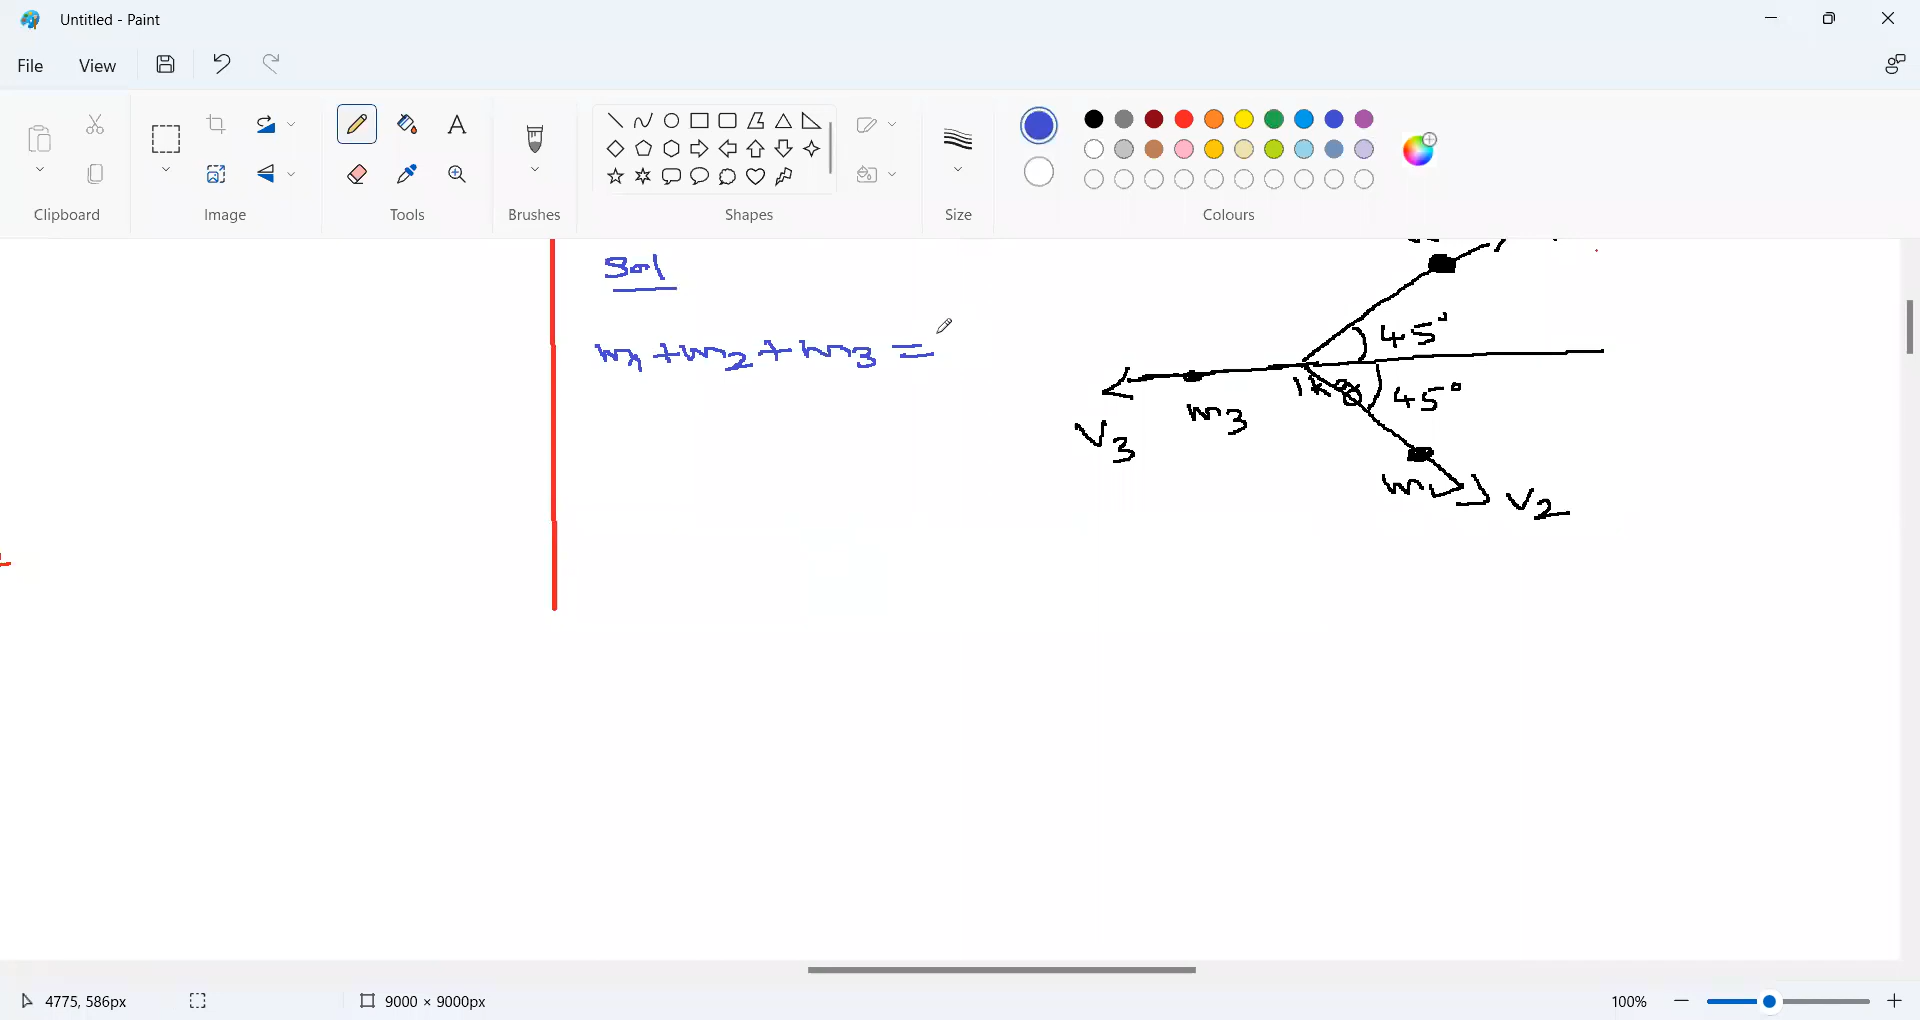 Untitled - Paint
File View
Clipboard Image Tools Brushes Shapes Size Colours
Sol
45°
m1 + m2 + m3 =
1kg
45°
m3
V3
V2
4775, 586px
9000 × 9000px
100%